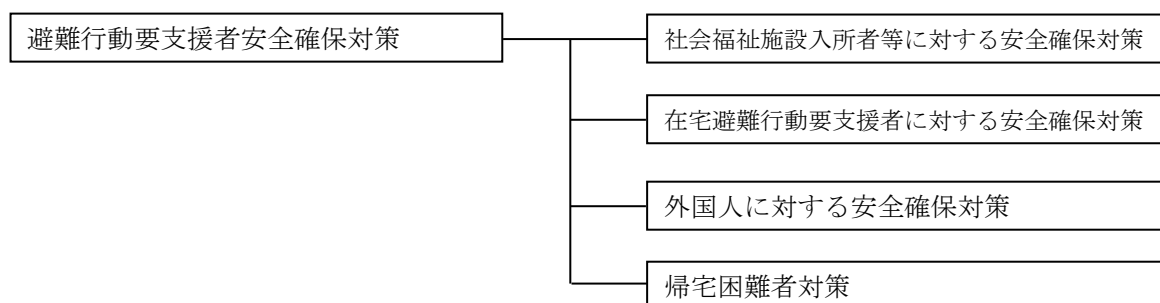 避難行動要支援者安全確保対策
社会福祉施設入所者等に対する安全確保対策
在宅避難行動要支援者に対する安全確保対策
外国人に対する安全確保対策
帰宅困難者対策